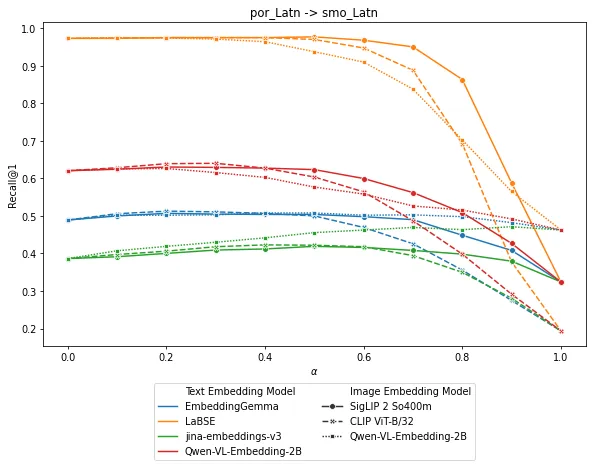 por_Latn -> smo_Latn
Recall@1
1.0
0.9
0.8
0.7
0.6
0.5
0.4
0.3
0.2
0.0 0.2 0.4 0.6 0.8 1.0
α
Text Embedding Model Image Embedding Model
EmbeddingGemma SigLIP 2 So400m
LaBSE CLIP ViT-B/32
jina-embeddings-v3 Qwen-VL-Embedding-2B
Qwen-VL-Embedding-2B